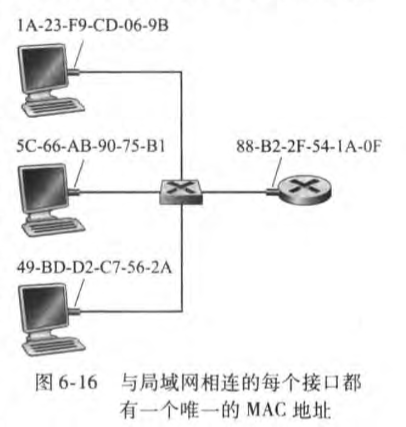 1A-23-F9-CD-06-9B
5C-66-AB-90-75-B1
88-B2-2F-54-1A-0F
49-BD-D2-C7-56-2A
图 6-16 与局域网相连的每个接口都
有一个唯一的 MAC 地址